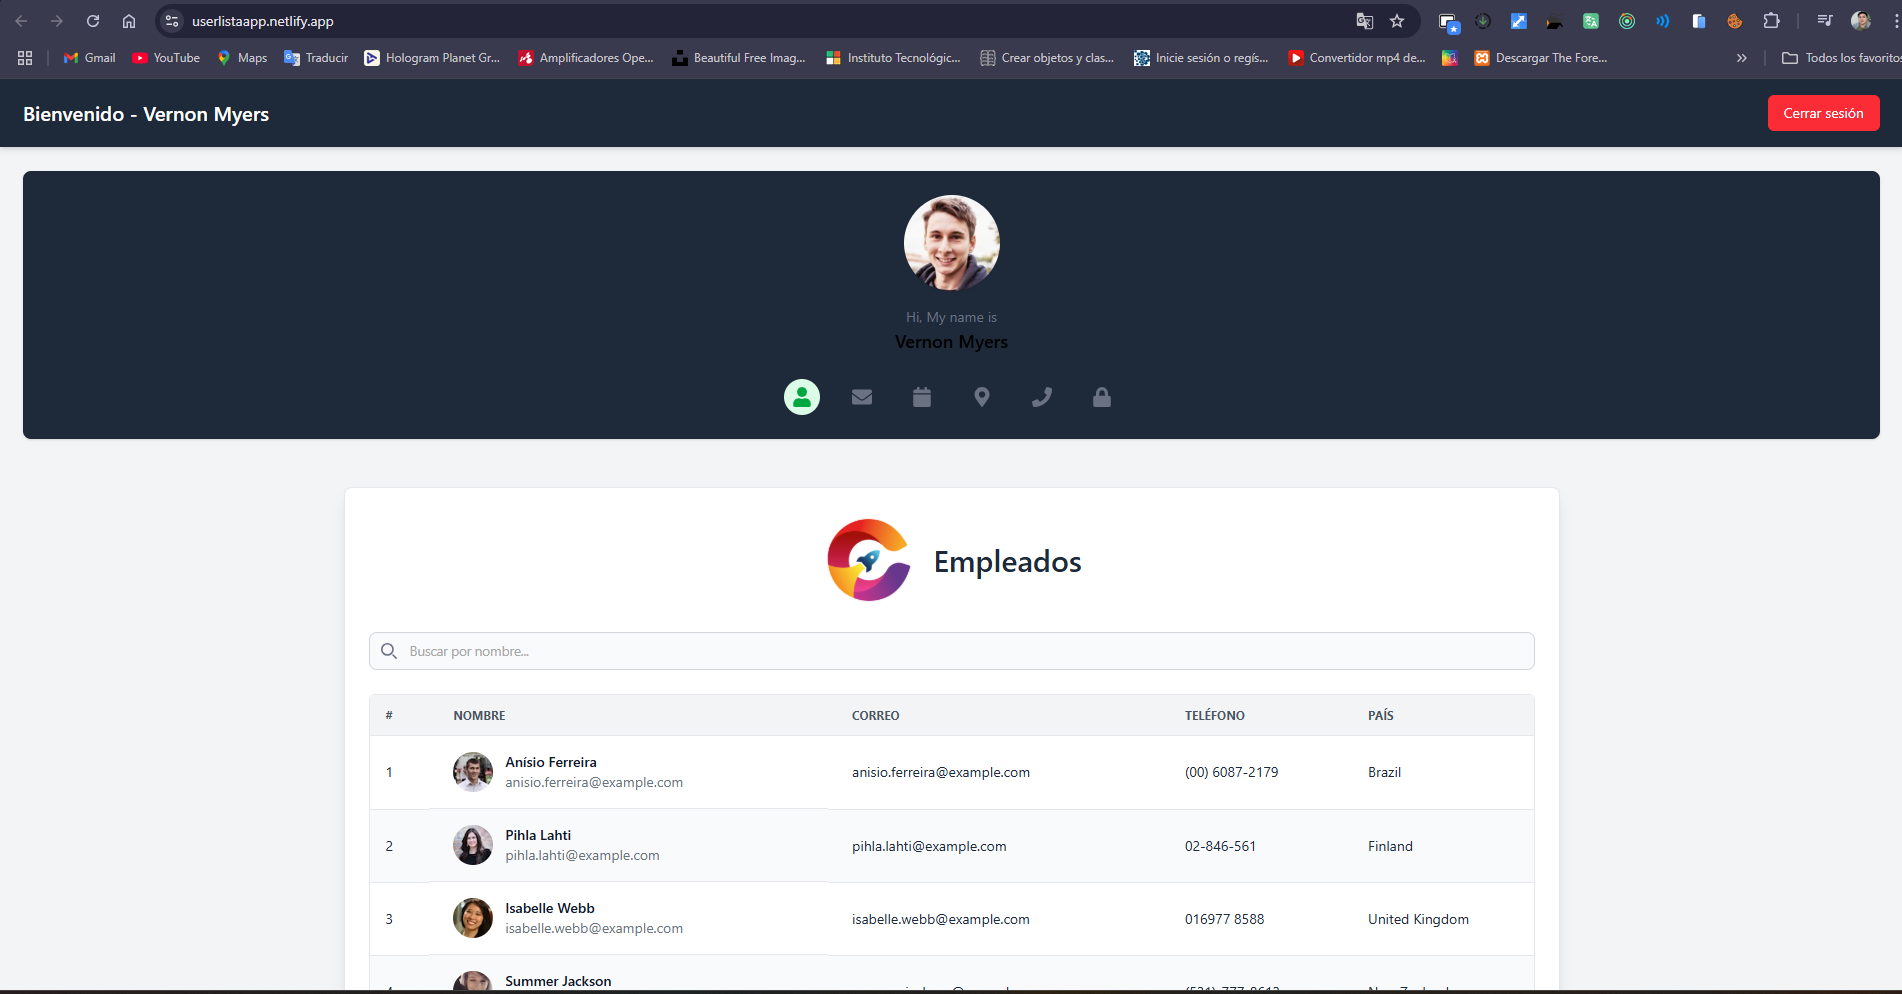 userlistaapp.netlify.app
Gmail YouTube Maps Traducir Hologram Planet Gr... Amplificadores Ope... Beautiful Free Imag... Instituto Tecnológic... Crear objetos y clas... Inicie sesión o regís... Convertidor mp4 de... Descargar The Fore... Todos los favoritos
Bienvenido - Vernon Myers
Cerrar sesión
Hi, My name is
Vernon Myers
Empleados
Buscar por nombre...
# NOMBRE CORREO TELÉFONO PAÍS
1 Anísio Ferreira
anisio.ferreira@example.com anisio.ferreira@example.com (00) 6087-2179 Brazil
2 Pihla Lahti
pihla.lahti@example.com pihla.lahti@example.com 02-846-561 Finland
3 Isabelle Webb
isabelle.webb@example.com isabelle.webb@example.com 016977 8588 United Kingdom
Summer Jackson